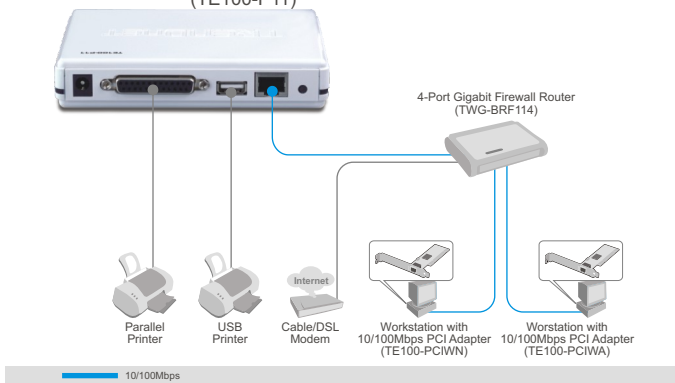 (TE100-P11)
4-Port Gigabit Firewall Router
(TWG-BRF114)
Internet
Parallel
Printer
USB
Printer
Cable/DSL
Modem
Workstation with
10/100Mbps PCI Adapter
(TE100-PCIWN)
Worstation with
10/100Mbps PCI Adapter
(TE100-PCIWA)
10/100Mbps